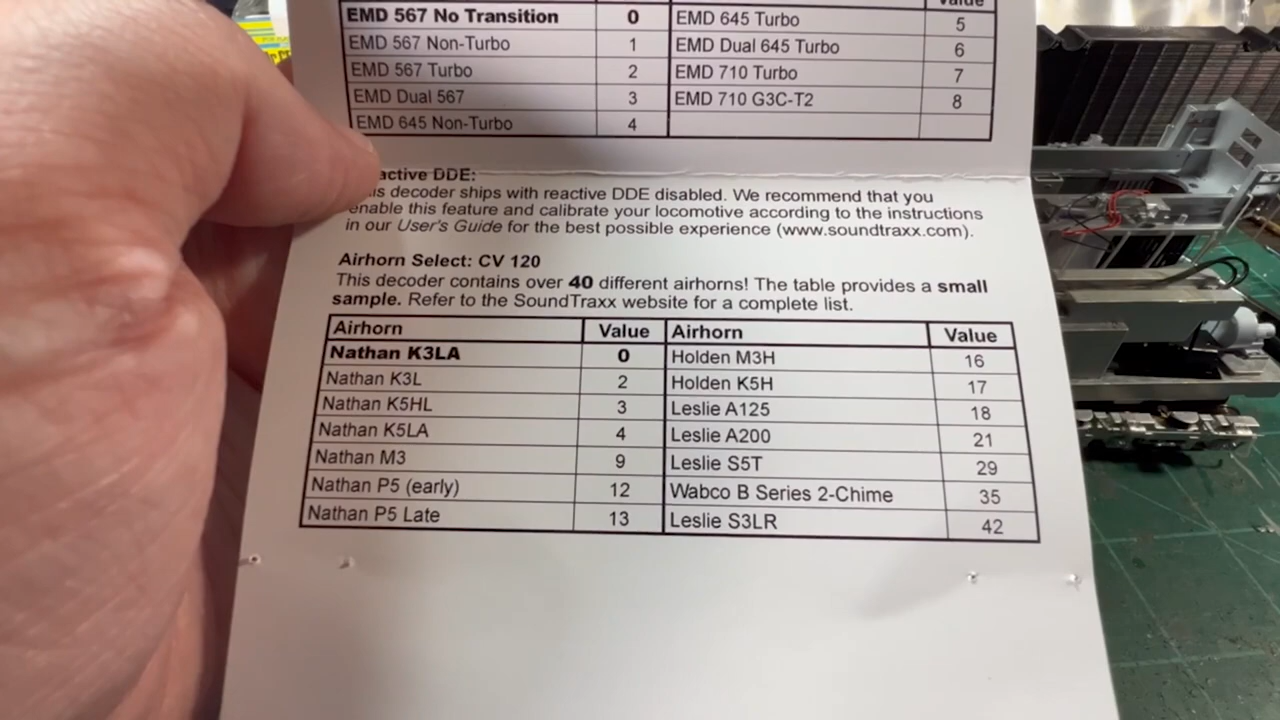 Value
EMD 567 No Transition 0 EMD 645 Turbo 5
EMD 567 Non-Turbo 1 EMD Dual 645 Turbo 6
EMD 567 Turbo 2 EMD 710 Turbo 7
EMD Dual 567 3 EMD 710 G3C-T2 8
EMD 645 Non-Turbo 4
active DDE:
is decoder ships with reactive DDE disabled. We recommend that you
enable this feature and calibrate your locomotive according to the instructions
in our User's Guide for the best possible experience (www.soundtraxx.com).
Airhorn Select: CV 120
This decoder contains over 40 different airhorns! The table provides a small
sample. Refer to the SoundTraxx website for a complete list.
Airhorn Value Airhorn Value
Nathan K3LA 0 Holden M3H 16
Nathan K3L 2 Holden K5H 17
Nathan K5HL 3 Leslie A125 18
Nathan K5LA 4 Leslie A200 21
Nathan M3 9 Leslie S5T 29
Nathan P5 (early) 12 Wabco B Series 2-Chime 35
Nathan P5 Late 13 Leslie S3LR 42